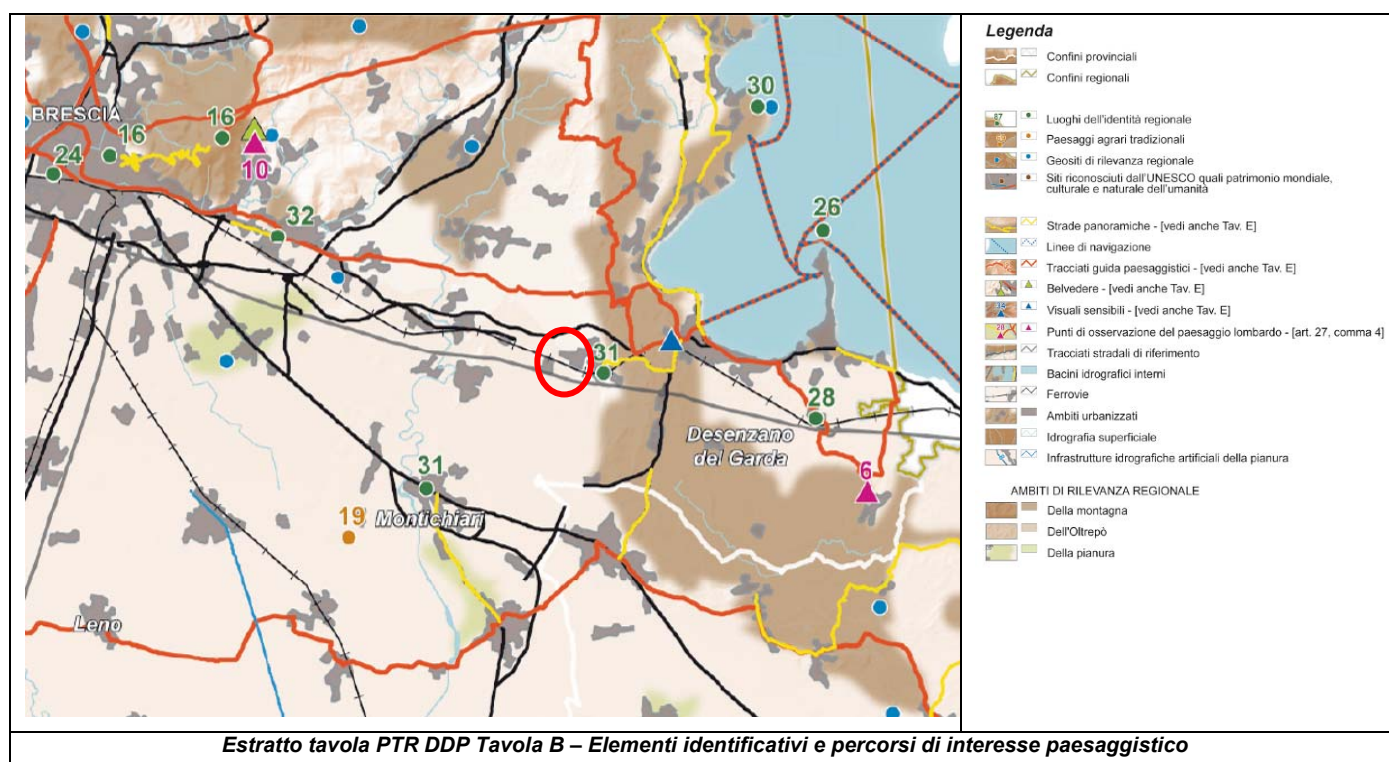 BRESCIA
16
16
24
10
32
30
26
31
28
Desenzano
del Garda
6
31
Montichiari
19
Leno
Legenda
Confini provinciali
Confini regionali
87
Luoghi dell'identità regionale
Paesaggi agrari tradizionali
Geositi di rilevanza regionale
Siti riconosciuti dall'UNESCO quali patrimonio mondiale,
culturale e naturale dell'umanità
Strade panoramiche - [vedi anche Tav. E]
Linee di navigazione
Tracciati guida paesaggistici - [vedi anche Tav. E]
Belvedere - [vedi anche Tav. E]
Visuali sensibili - [vedi anche Tav. E]
Punti di osservazione del paesaggio lombardo - [art. 27, comma 4]
Tracciati stradali di riferimento
Bacini idrografici interni
Ferrovie
Ambiti urbanizzati
Idrografia superficiale
Infrastrutture idrografiche artificiali della pianura
AMBITI DI RILEVANZA REGIONALE
Della montagna
Dell'Oltrepò
Della pianura
Estratto tavola PTR DDP Tavola B – Elementi identificativi e percorsi di interesse paesaggistico